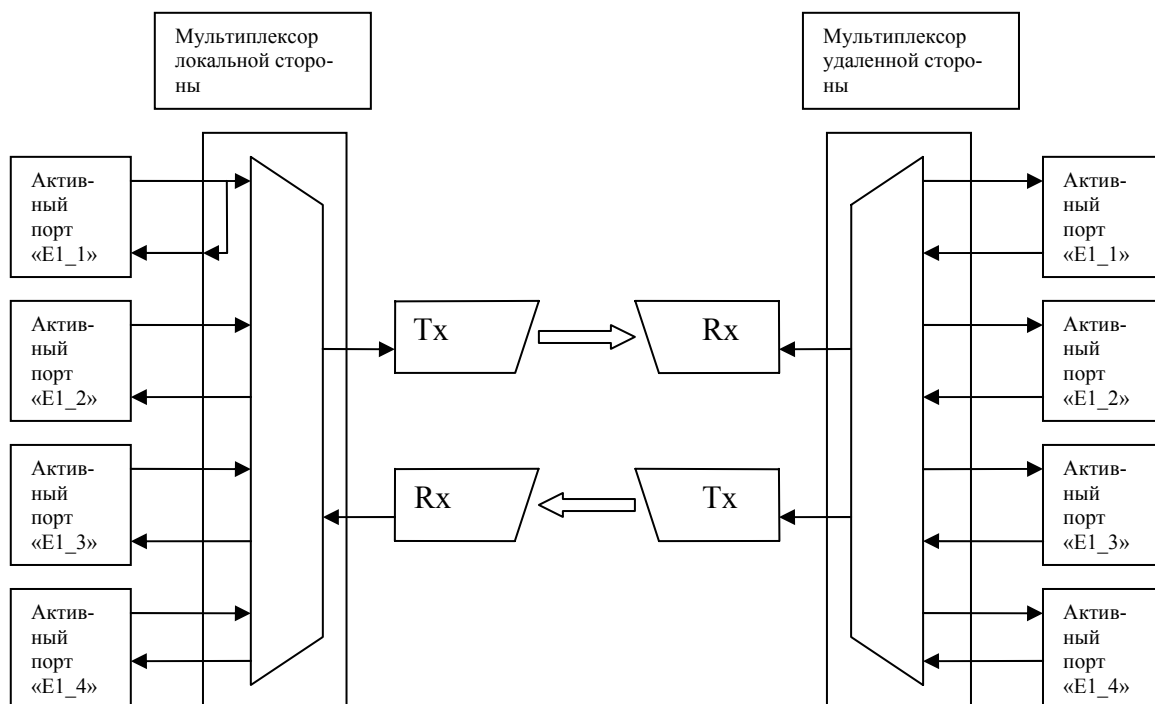 Мультиплексор
локальной сторо-
ны
Мультиплексор
удаленной сторо-
ны
Актив-
ный
порт
«E1_1»
Актив-
ный
порт
«E1_1»
Актив-
ный
порт
«E1_2»
Tx
Rx
Актив-
ный
порт
«E1_2»
Актив-
ный
порт
«E1_3»
Rx
Tx
Актив-
ный
порт
«E1_3»
Актив-
ный
порт
«E1_4»
Актив-
ный
порт
«E1_4»